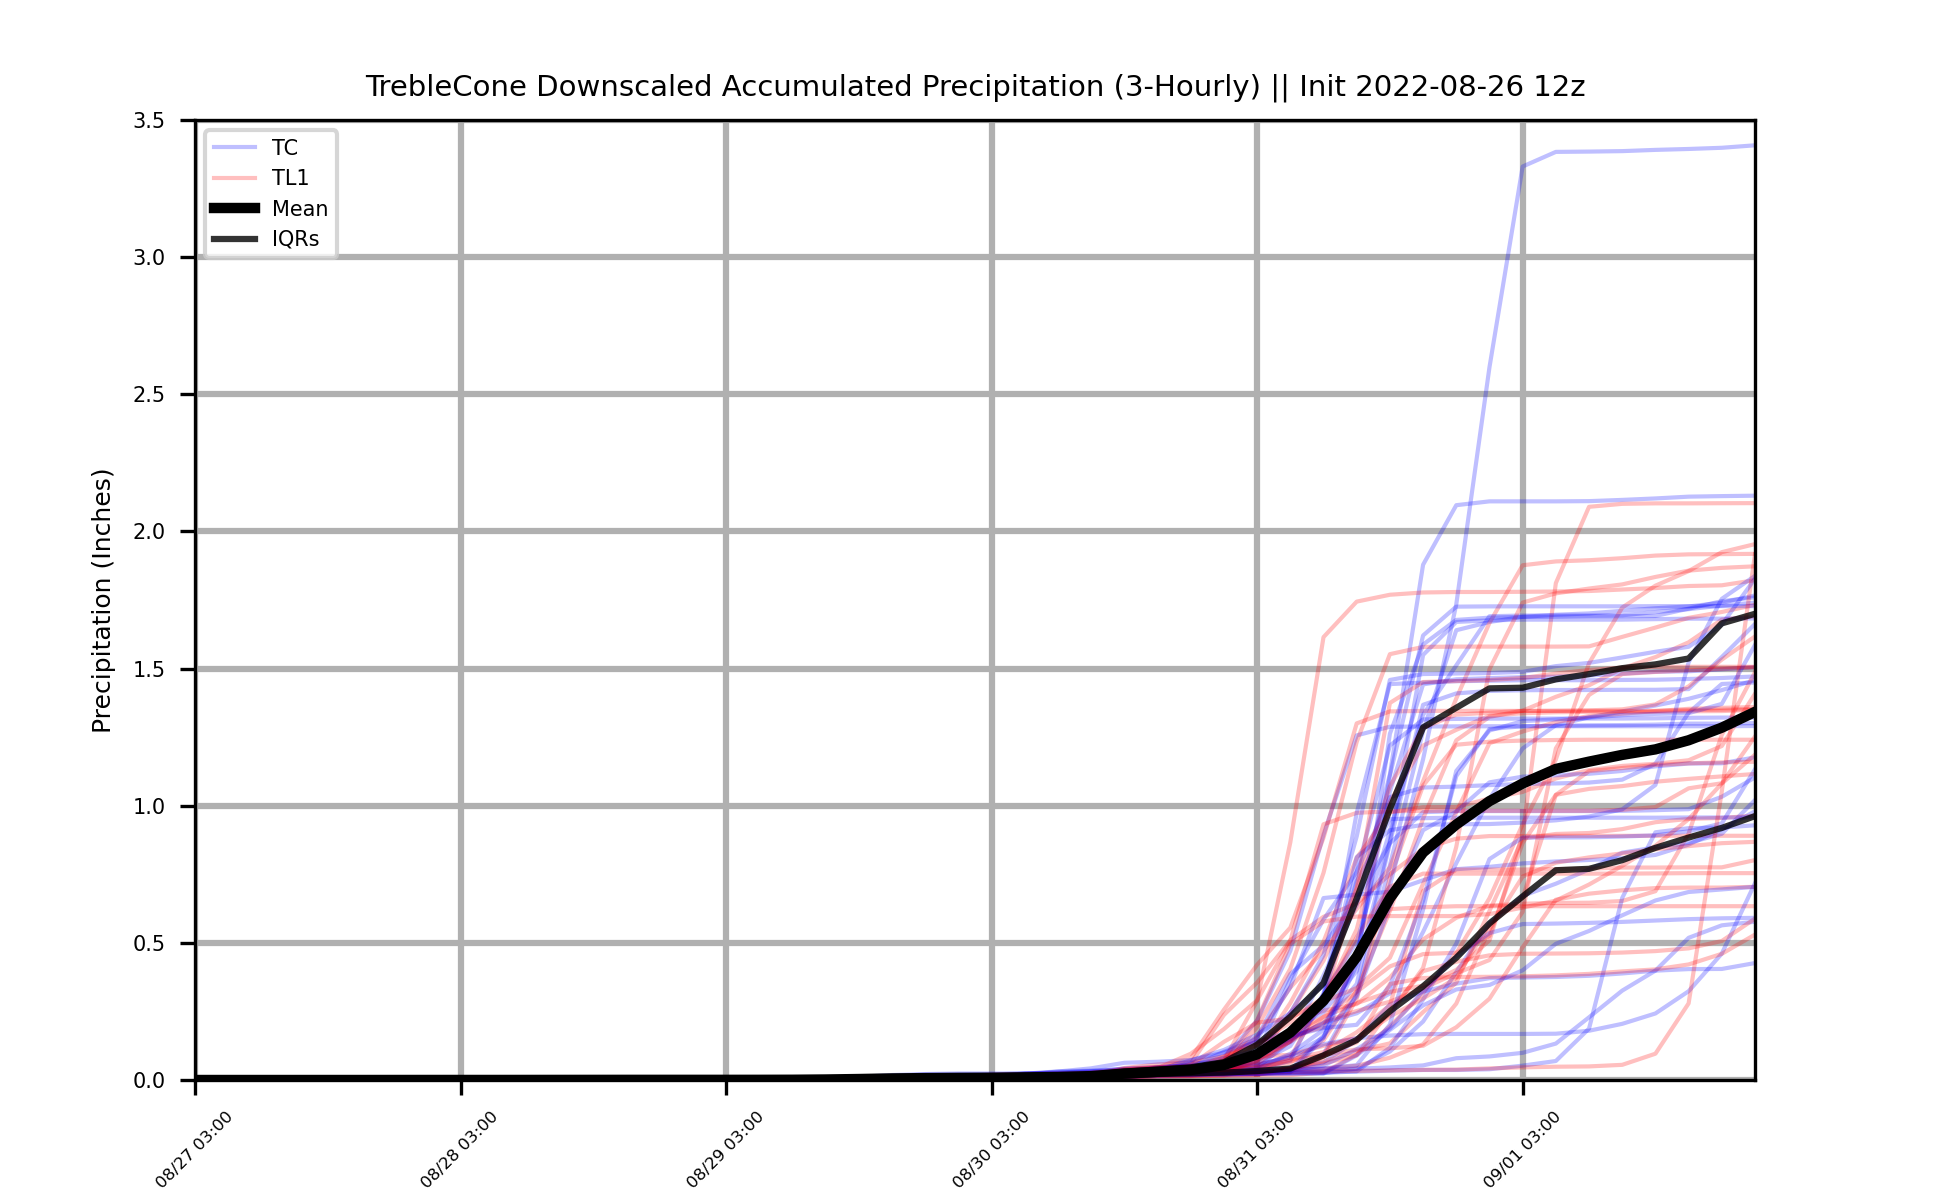 TrebleCone Downscaled Accumulated Precipitation (3-Hourly) || Init 2022-08-26 12z
TC
TL1
Mean
IQRs
Precipitation (Inches)
3.5
3.0
2.5
2.0
1.5
1.0
0.5
0.0
08/27 03:00
08/28 03:00
08/29 03:00
08/30 03:00
08/31 03:00
09/01 03:00